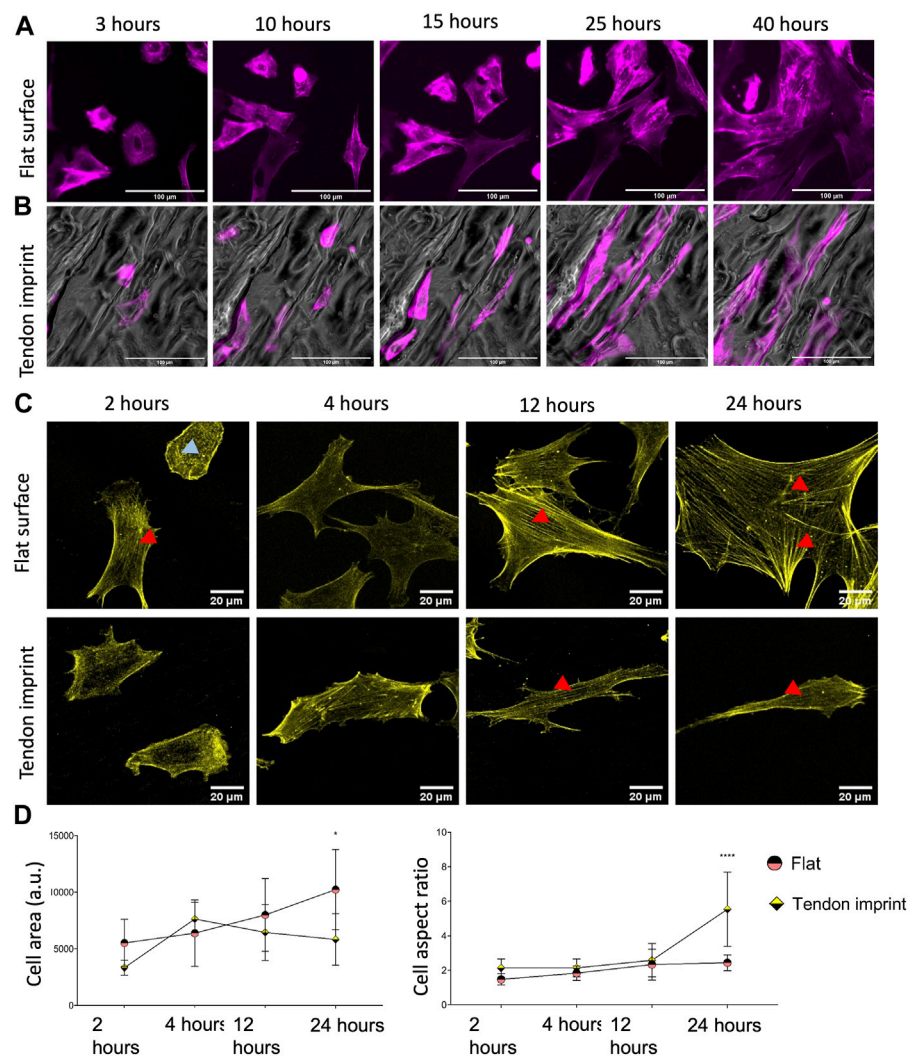 A
3 hours
10 hours
15 hours
25 hours
40 hours
Flat surface
100 µm
100 µm
100 µm
100 µm
100 µm
B
Tendon imprint
100 µm
100 µm
100 µm
100 µm
100 µm
C
2 hours
4 hours
12 hours
24 hours
Flat surface
20 µm
20 µm
20 µm
20 µm
Tendon imprint
20 µm
20 µm
20 µm
20 µm
D
Cell area (a.u.)
15000
10000
5000
0
*
2 hours
4 hours
12 hours
24 hours
Cell aspect ratio
10
8
6
4
2
0
****
2 hours
4 hours
12 hours
24 hours
Flat
Tendon imprint